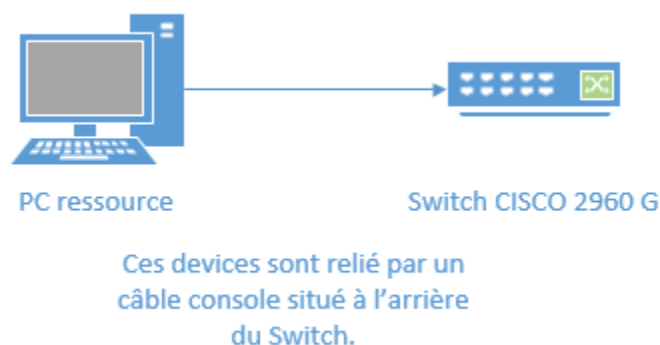 PC ressource
Switch CISCO 2960 G
Ces devices sont relié par un
câble console situé à l’arrière
du Switch.